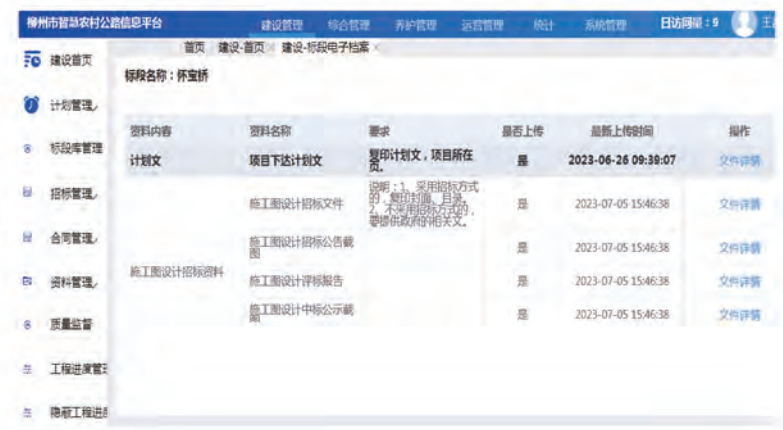 柳州市智慧农村公路信息平台 建设管理 综合管理 养护管理 运营管理 统计 系统管理 日访问量：9
首页 建设-首页 × 建设-标段电子档案 ×
建设首页
标段名称：怀宝桥
计划管理
标段库管理
招标管理
合同管理
资料管理
质量监督
工程进度管
隐蔽工程进
资料内容 资料名称 要求 是否上传 最新上传时间 操作
计划文 项目下达计划文 复印计划文，项目所在
页。 是 2023-06-26 09:39:07 文件详情
施工图设计招标资料
施工图设计招标文件 说明：1、采用招标方式
的，复印封面、目录。
2、不采用招标方式的，
要提供政府的相关文。 是 2023-07-05 15:46:38 文件详情
施工图设计招标公告截
图 是 2023-07-05 15:46:38 文件详情
施工图设计评标报告 是 2023-07-05 15:46:38 文件详情
施工图设计中标公示截
图 是 2023-07-05 15:46:38 文件详情